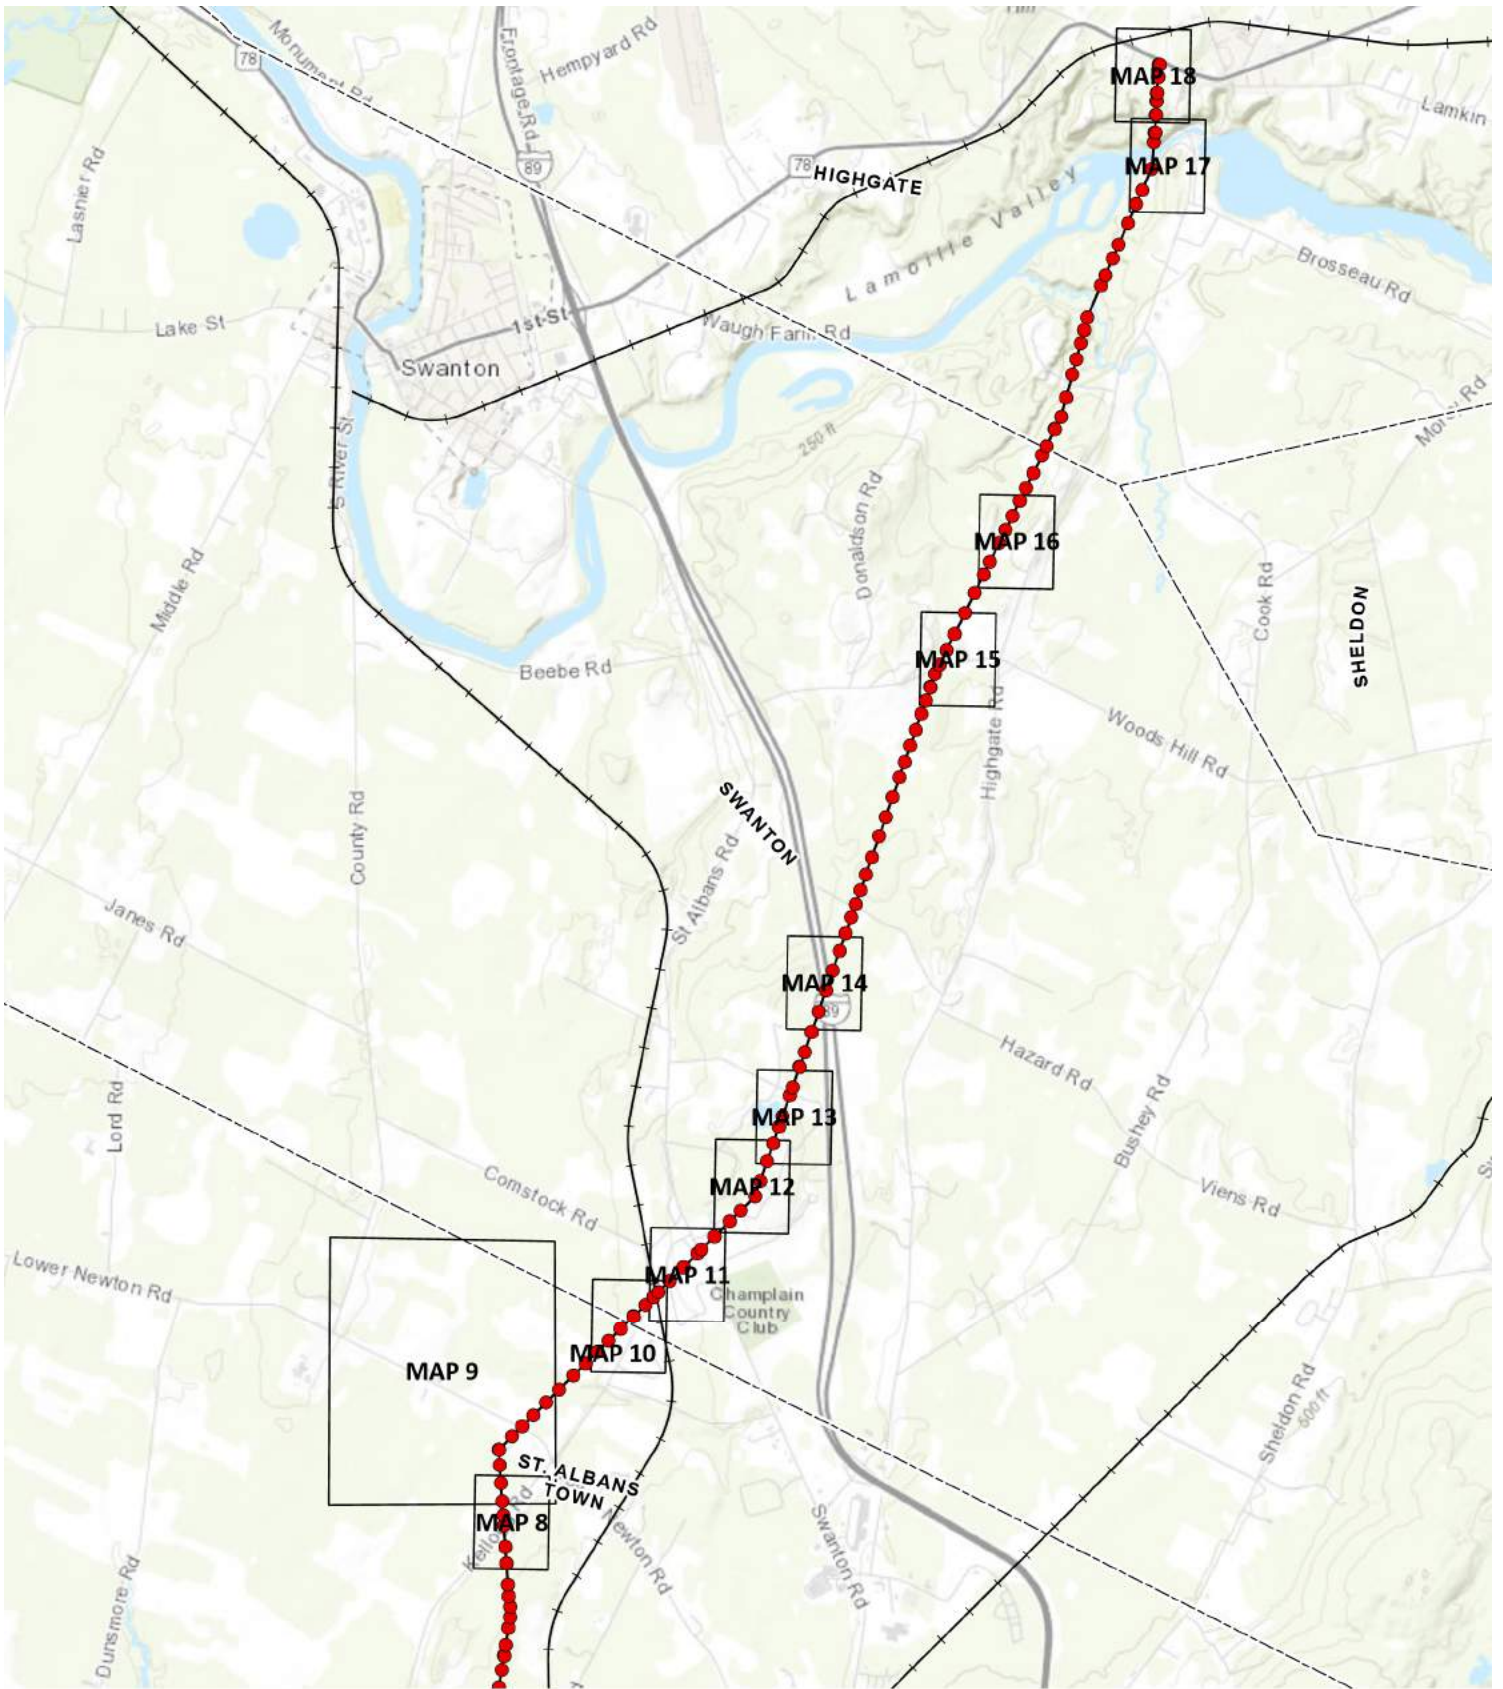 Monument Rd
Frontage Rd
Hempyard Rd
78
MAP 18
Lamkin
Lasnier Rd
89
78
HIGHGATE
MAP 17
Lamoille Valley
Brosseau Rd
Lake St
1st St
Waugh Farm Rd
Swanton
S River St
250 ft
Morey Rd
Donaldson Rd
MAP 16
Middle Rd
Cook Rd
SHELDON
Beebe Rd
MAP 15
Highgate Rd
Woods Hill Rd
County Rd
SWANTON
St Albans Rd
Janes Rd
MAP 14
89
Hazard Rd
Lord Rd
MAP 13
Bushey Rd
Comstock Rd
MAP 12
Viens Rd
Lower Newton Rd
MAP 11
Champlain
Country
Club
MAP 10
MAP 9
Sheldon Rd
500 ft
ST. ALBANS
TOWN
MAP 8
Newton Rd
Swanton Rd
Dunsmore Rd